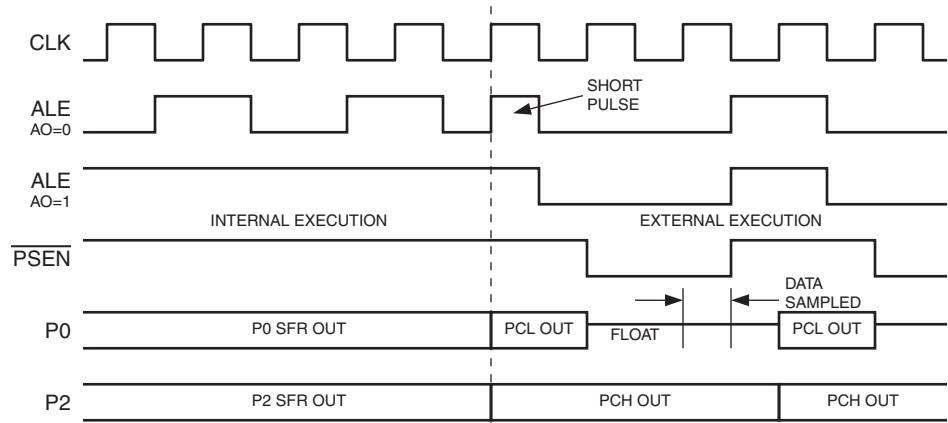 CLK
SHORT
PULSE
ALE
AO=0
ALE
AO=1
INTERNAL EXECUTION
EXTERNAL EXECUTION
PSEN
DATA
SAMPLED
P0
P0 SFR OUT
PCL OUT
FLOAT
PCL OUT
P2
P2 SFR OUT
PCH OUT
PCH OUT